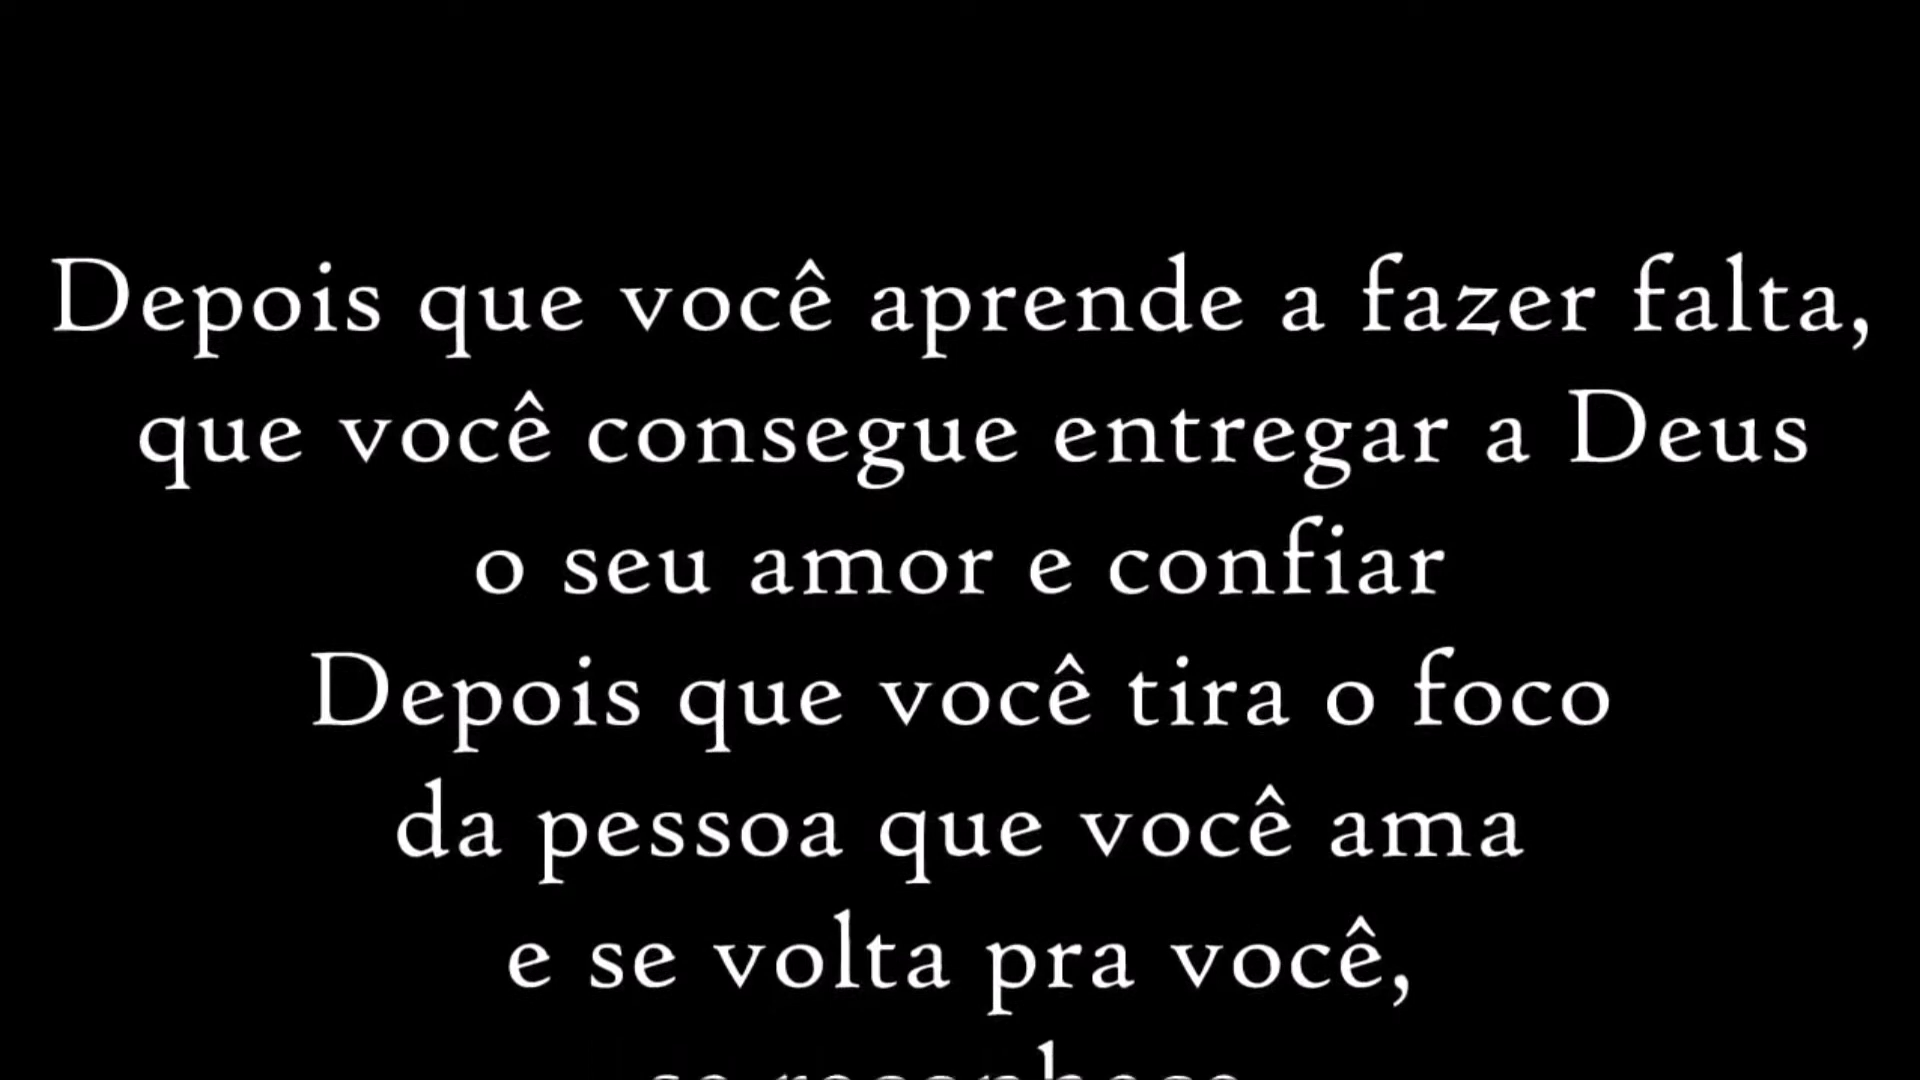 Depois que você aprende a fazer falta,
que você consegue entregar a Deus
o seu amor e confiar
Depois que você tira o foco
da pessoa que você ama
e se volta pra você,